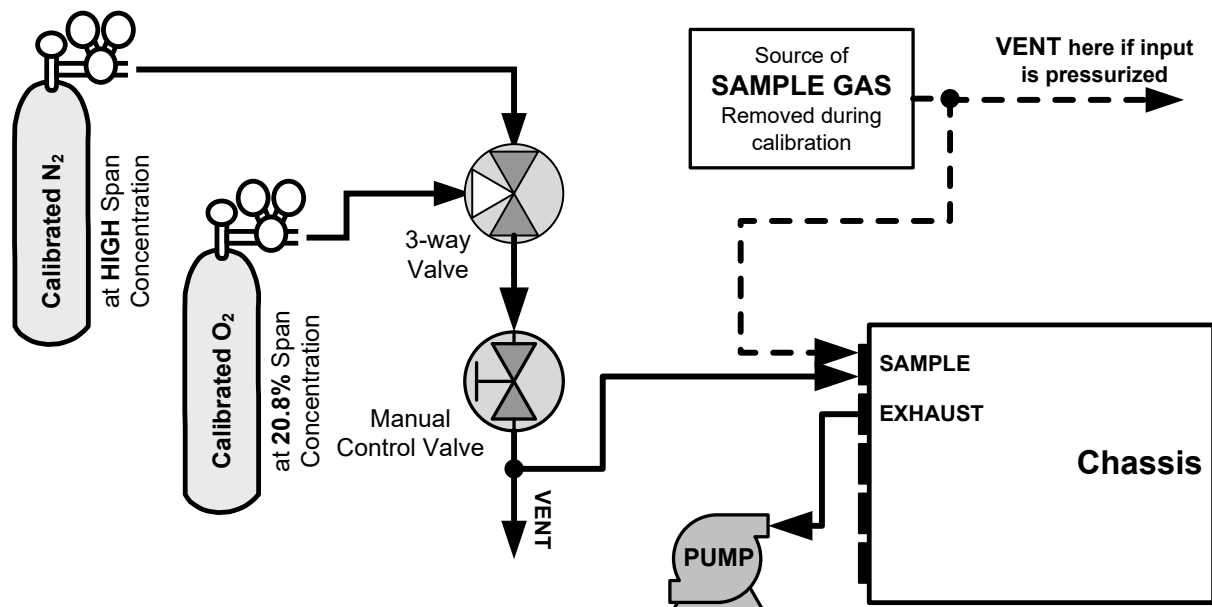 Calibrated N₂
at HIGH Span
Concentration
Calibrated O₂
at 20.8% Span
Concentration
3-way
Valve
Manual
Control Valve
VENT
Source of
SAMPLE GAS
Removed during
calibration
VENT here if input
is pressurized
SAMPLE
EXHAUST
Chassis
PUMP